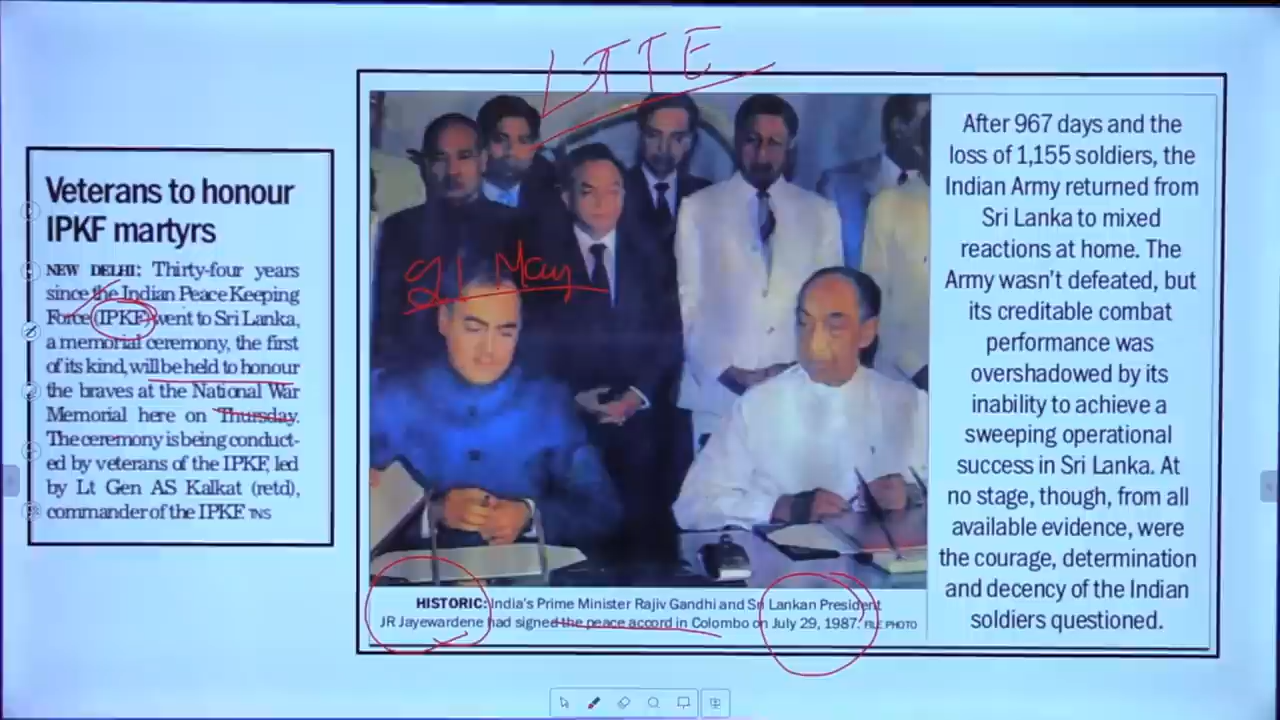 LTTE
Veterans to honour
IPKF martyrs
NEW DELHI: Thirty-four years
since the Indian Peace Keeping
Force (IPKF) went to Sri Lanka,
a memorial ceremony, the first
of its kind, will be held to honour
the braves at the National War
Memorial here on Thursday.
The ceremony is being conduct-
ed by veterans of the IPKF, led
by Lt Gen AS Kalkat (retd),
commander of the IPKF. TNS
21 May
HISTORIC: India's Prime Minister Rajiv Gandhi and Sri Lankan President
JR Jayewardene had signed the peace accord in Colombo on July 29, 1987. FILE PHOTO
After 967 days and the
loss of 1,155 soldiers, the
Indian Army returned from
Sri Lanka to mixed
reactions at home. The
Army wasn't defeated, but
its creditable combat
performance was
overshadowed by its
inability to achieve a
sweeping operational
success in Sri Lanka. At
no stage, though, from all
available evidence, were
the courage, determination
and decency of the Indian
soldiers questioned.